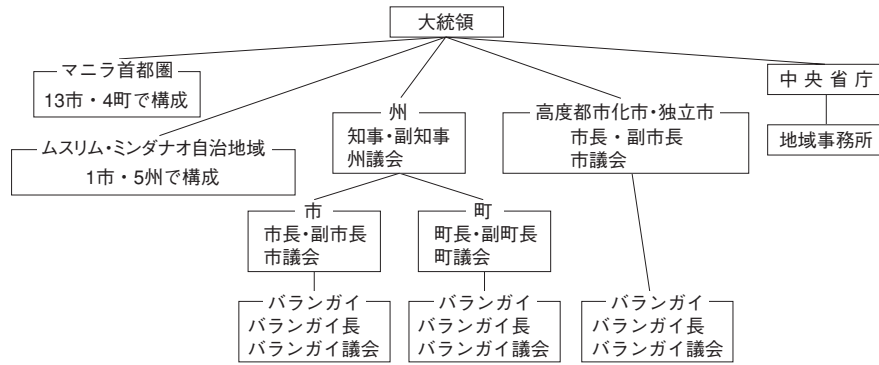 大統領
マニラ首都圏
13市・4町で構成
ムスリム・ミンダナオ自治地域
1市・5州で構成
州
知事・副知事
州議会
高度都市化市・独立市
市長・副市長
市議会
中央省庁
地域事務所
市
市長・副市長
市議会
町
町長・副町長
町議会
バランガイ
バランガイ長
バランガイ議会
バランガイ
バランガイ長
バランガイ議会
バランガイ
バランガイ長
バランガイ議会